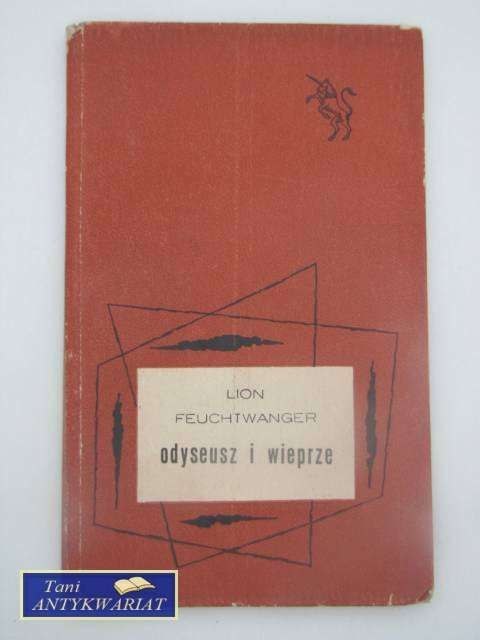 LION
FEUCHTWANGER
odyseusz i wieprze
Tani
ANTYKWARIAT